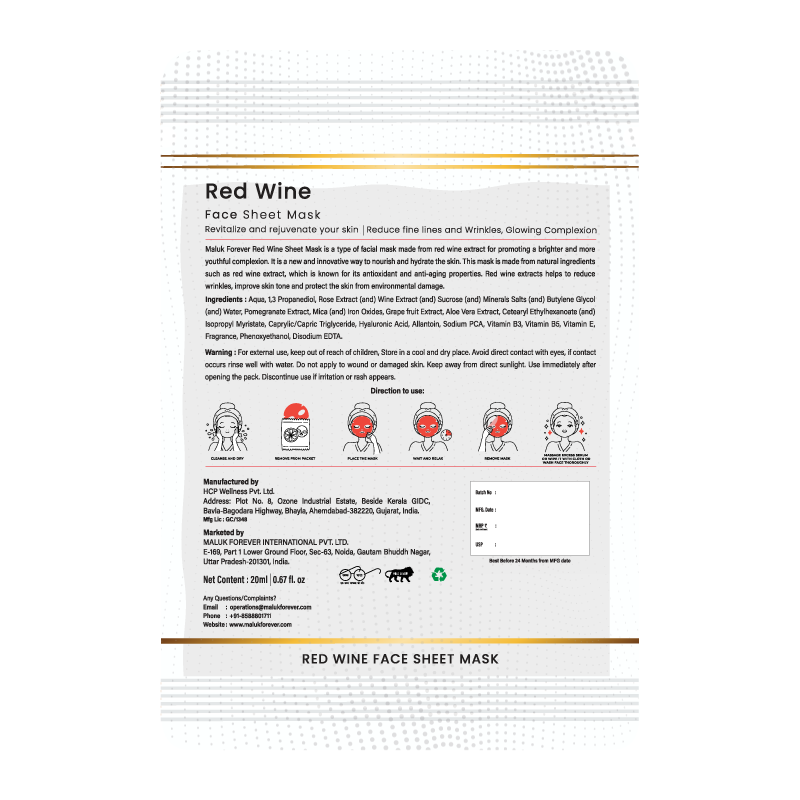 Red Wine
Face Sheet Mask
Revitalize and rejuvenate your skin | Reduce fine lines and Wrinkles, Glowing Complexion
Maluk Forever Red Wine Sheet Mask is a type of facial mask made from red wine extract for promoting a brighter and more
youthful complexion. It is a new and innovative way to nourish and hydrate the skin. This mask is made from natural ingredients
such as red wine extract, which is known for its antioxidant and anti-aging properties. Red wine extracts helps to reduce
wrinkles, improve skin tone and protect the skin from environmental damage.
Ingredients : Aqua, 1,3 Propanediol, Rose Extract (and) Wine Extract (and) Sucrose (and) Minerals Salts (and) Butylene Glycol
(and) Water, Pomegranate Extract, Mica (and) Iron Oxides, Grape fruit Extract, Aloe Vera Extract, Cetearyl Ethylhexanoate (and)
Isopropyl Myristate, Caprylic/Capric Triglyceride, Hyaluronic Acid, Allantoin, Sodium PCA, Vitamin B3, Vitamin B5, Vitamin E,
Fragrance, Phenoxyethanol, Disodium EDTA.
Warning : For external use, keep out of reach of children, Store in a cool and dry place. Avoid direct contact with eyes, if contact
occurs rinse well with water. Do not apply to wound or damaged skin. Keep away from direct sunlight. Use immediately after
opening the pack. Discontinue use if irritation or rash appears.
Direction to use:
CLEANSE AND DRY
REMOVE FROM PACKET
PLACE THE MASK
WAIT AND RELAX
REMOVE MASK
MASSAGE EXCESS SERUM
OR WIPE IT WITH CLOTH OR
WASH FACE THOROUGHLY
Manufactured by
HCP Wellness Pvt. Ltd.
Address: Plot No. 8, Ozone Industrial Estate, Beside Kerala GIDC,
Bavla-Bagodara Highway, Bhayla, Ahemdabad-382220, Gujarat, India.
Mfg Lic : GC/1348
Marketed by
MALUK FOREVER INTERNATIONAL PVT. LTD.
E-169, Part 1 Lower Ground Floor, Sec-63, Noida, Gautam Bhuddh Nagar,
Uttar Pradesh-201301, India.
Net Content : 20ml | 0.67 fl. oz
Batch No :
MFG. Date :
MRP ₹ :
USP :
Best Before 24 Months from MFG date
Any Questions/Complaints?
Email : operations@malukforever.com
Phone : +91-8588801711
Website : www.malukforever.com
RED WINE FACE SHEET MASK